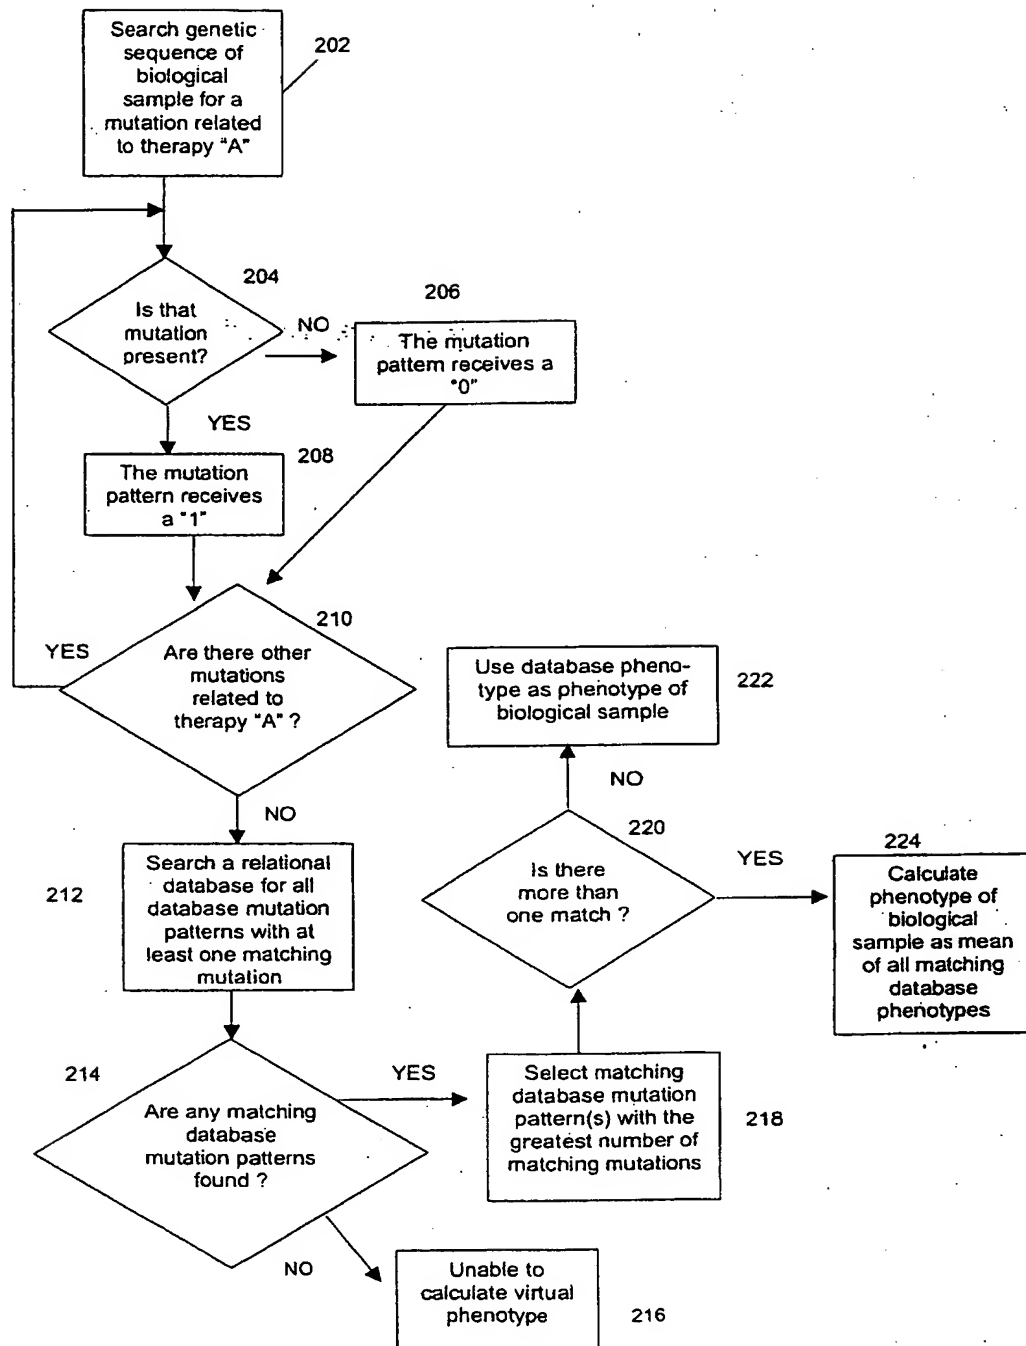 Search genetic
sequence of
biological
sample for a
mutation related
to therapy "A"
202
204
Is that
mutation
present?
NO
206
The mutation
pattern receives a
"0"
YES
208
The mutation
pattern receives
a "1"
210
YES
Are there other
mutations
related to
therapy "A" ?
NO
Use database pheno-
type as phenotype of
biological sample
222
NO
212
Search a relational
database for all
database mutation
patterns with at
least one matching
mutation
220
Is there
more than
one match ?
YES
224
Calculate
phenotype of
biological
sample as mean
of all matching
database
phenotypes
214
Are any matching
database
mutation patterns
found ?
YES
Select matching
database mutation
pattern(s) with the
greatest number of
matching mutations
218
NO
Unable to
calculate virtual
phenotype
216